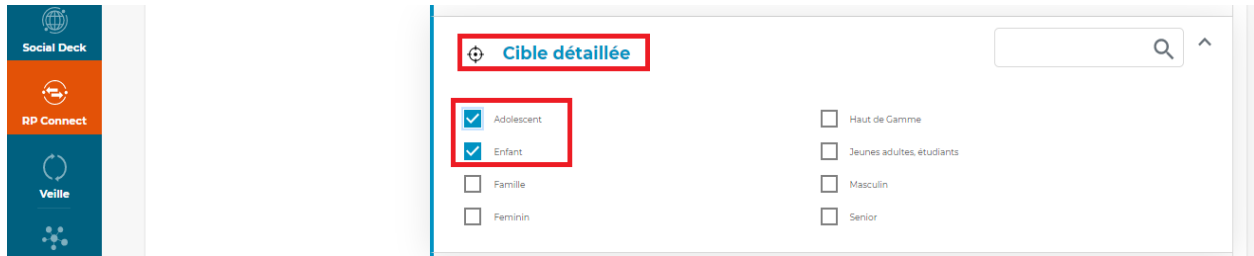 Social Deck
RP Connect
Veille
Cible détaillée
Adolescent
Enfant
Famille
Feminin
Haut de Gamme
Jeunes adultes, étudiants
Masculin
Senior